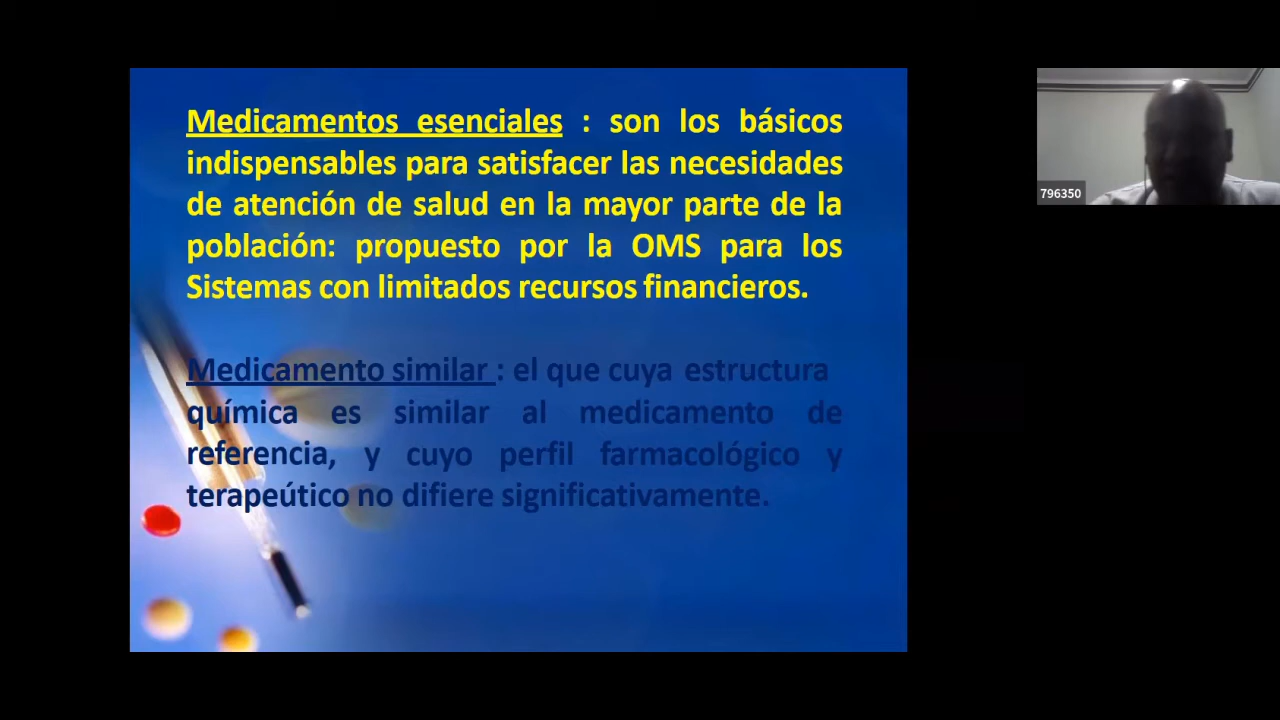 Medicamentos esenciales : son los básicos
indispensables para satisfacer las necesidades
de atención de salud en la mayor parte de la
población: propuesto por la OMS para los
Sistemas con limitados recursos financieros.
Medicamento similar : el que cuya estructura
química es similar al medicamento de
referencia, y cuyo perfil farmacológico y
terapeútico no difiere significativamente.
796350